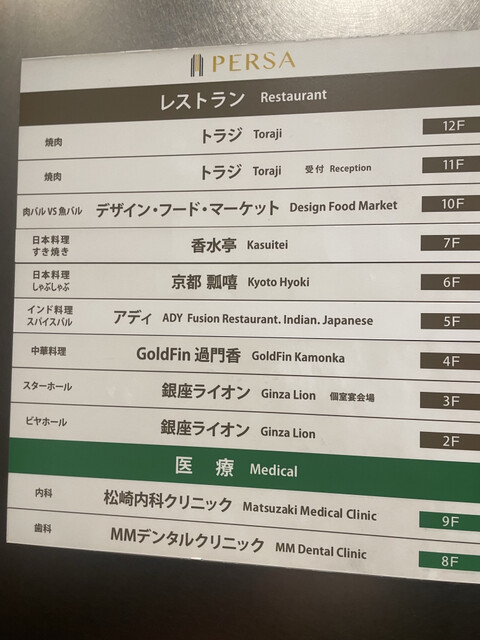 PERSA
レストラン Restaurant
焼肉 トラジ Toraji 12F
焼肉 トラジ Toraji 受付 Reception 11F
肉バル VS 魚バル デザイン・フード・マーケット Design Food Market 10F
日本料理
すき焼き 香水亭 Kasuitei 7F
日本料理
しゃぶしゃぶ 京都 瓢嘻 Kyoto Hyoki 6F
インド料理
スパイスバル アディ ADY Fusion Restaurant. Indian. Japanese 5F
中華料理 GoldFin 過門香 GoldFin Kamonka 4F
スターホール 銀座ライオン Ginza Lion 個室宴会場 3F
ビヤホール 銀座ライオン Ginza Lion 2F
医療 Medical
内科 松崎内科クリニック Matsuzaki Medical Clinic 9F
歯科 MMデンタルクリニック MM Dental Clinic 8F